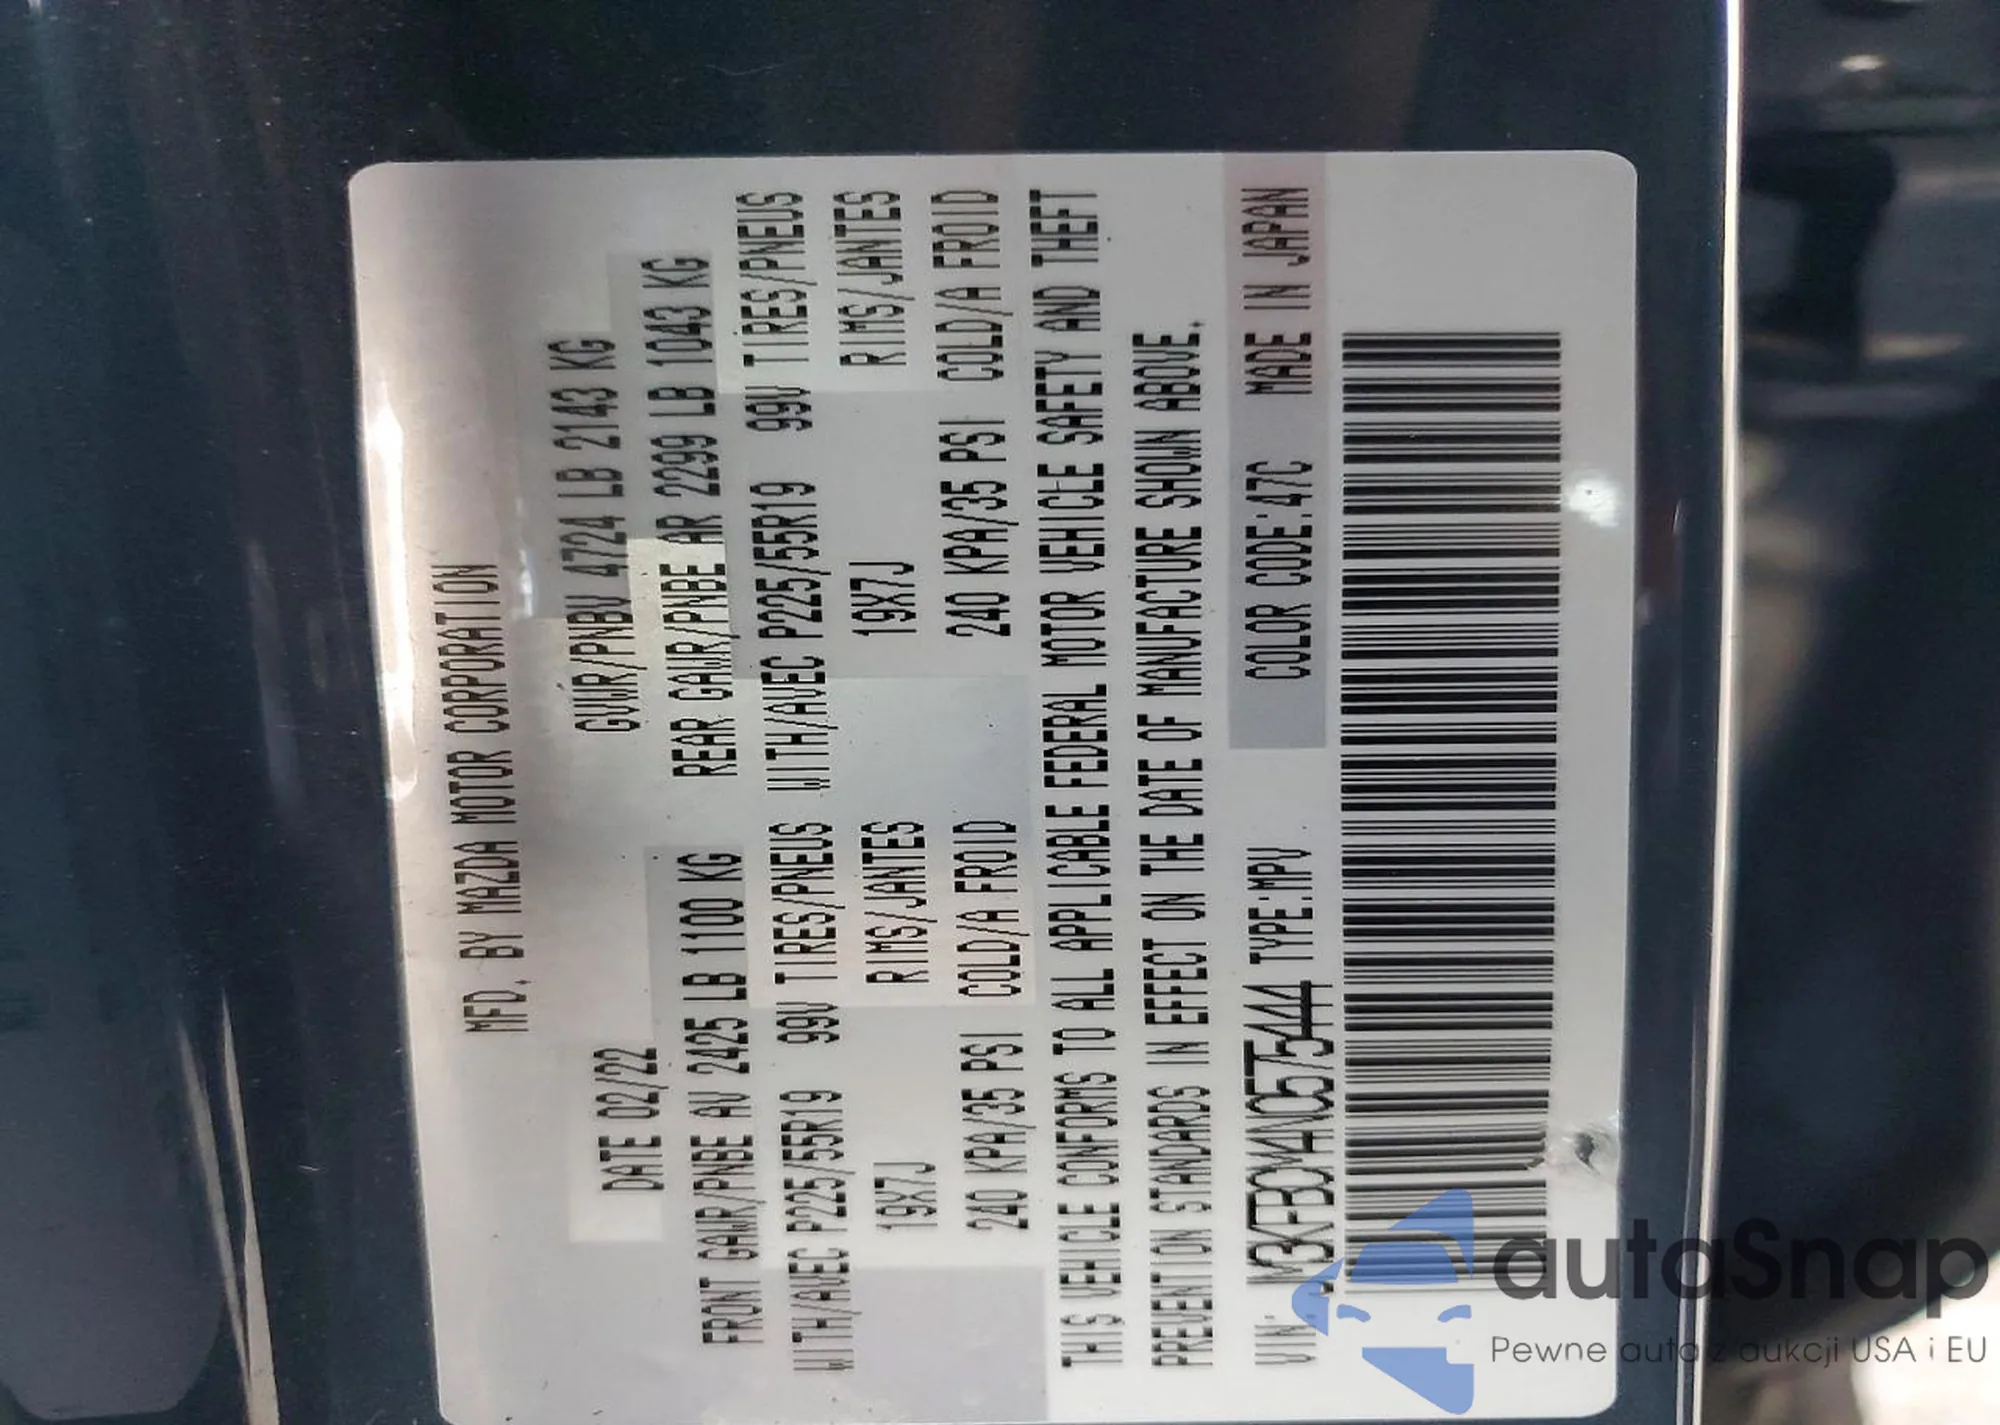 MFD. BY MAZDA MOTOR CORPORATION
DATE 02/22 GVWR/PNBV 4724 LB 2143 KG
FRONT GAWR/PNBE AV 2425 LB 1100 KG REAR GAWR/PNBE AR 2299 LB 1043 KG
WITH/AVEC P225/55R19 99V TIRES/PNEUS WITH/AVEC P225/55R19 99V TIRES/PNEUS
19X7J RIMS/JANTES 19X7J RIMS/JANTES
240 KPA/35 PSI COLD/A FROID 240 KPA/35 PSI COLD/A FROID
THIS VEHICLE CONFORMS TO ALL APPLICABLE FEDERAL MOTOR VEHICLE SAFETY AND THEFT
PREVENTION STANDARDS IN EFFECT ON THE DATE OF MANUFACTURE SHOWN ABOVE.
VIN: TYPE:MPV COLOR CODE:47C MADE IN JAPAN
autaSnap
Pewne auta z aukcji USA i EU